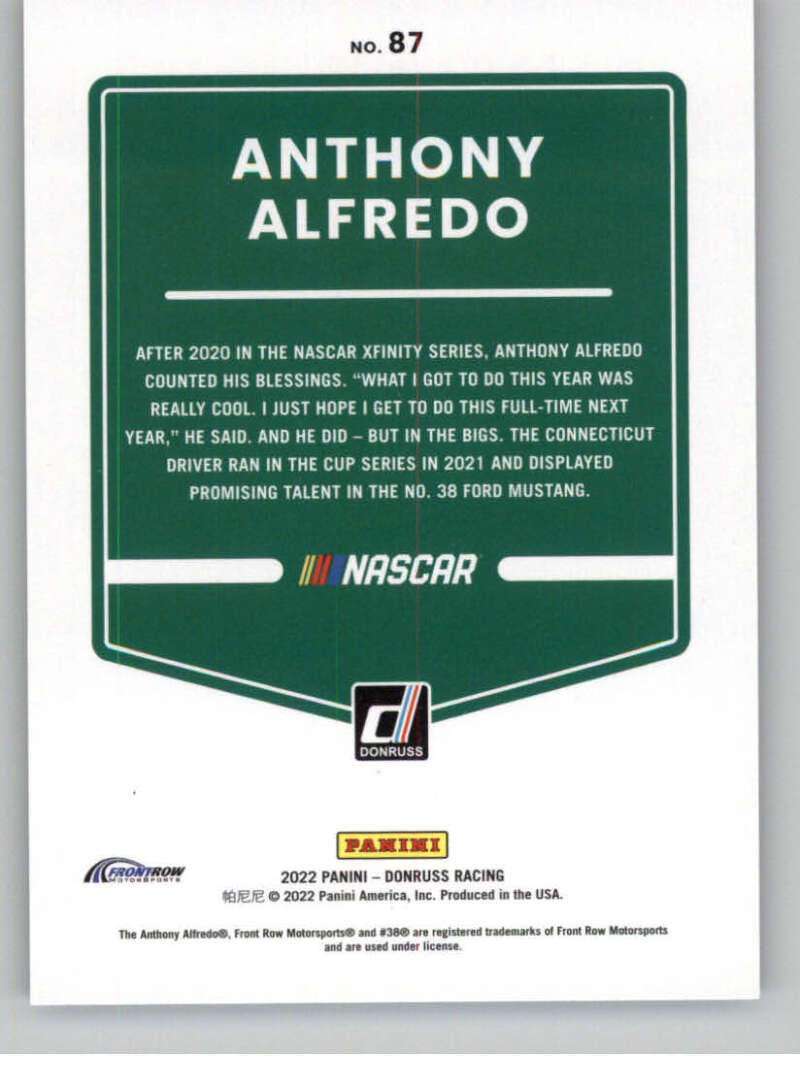 NO. 87
ANTHONY
ALFREDO
AFTER 2020 IN THE NASCAR XFINITY SERIES, ANTHONY ALFREDO
COUNTED HIS BLESSINGS. “WHAT I GOT TO DO THIS YEAR WAS
REALLY COOL. I JUST HOPE I GET TO DO THIS FULL-TIME NEXT
YEAR,” HE SAID. AND HE DID – BUT IN THE BIGS. THE CONNECTICUT
DRIVER RAN IN THE CUP SERIES IN 2021 AND DISPLAYED
PROMISING TALENT IN THE NO. 38 FORD MUSTANG.
NASCAR
d
DONRUSS
PANINI
FRONTROW
MOTORSPORTS
2022 PANINI – DONRUSS RACING
帕尼尼 © 2022 Panini America, Inc. Produced in the USA.
The Anthony Alfredo®, Front Row Motorsports® and #38® are registered trademarks of Front Row Motorsports
and are used under license.